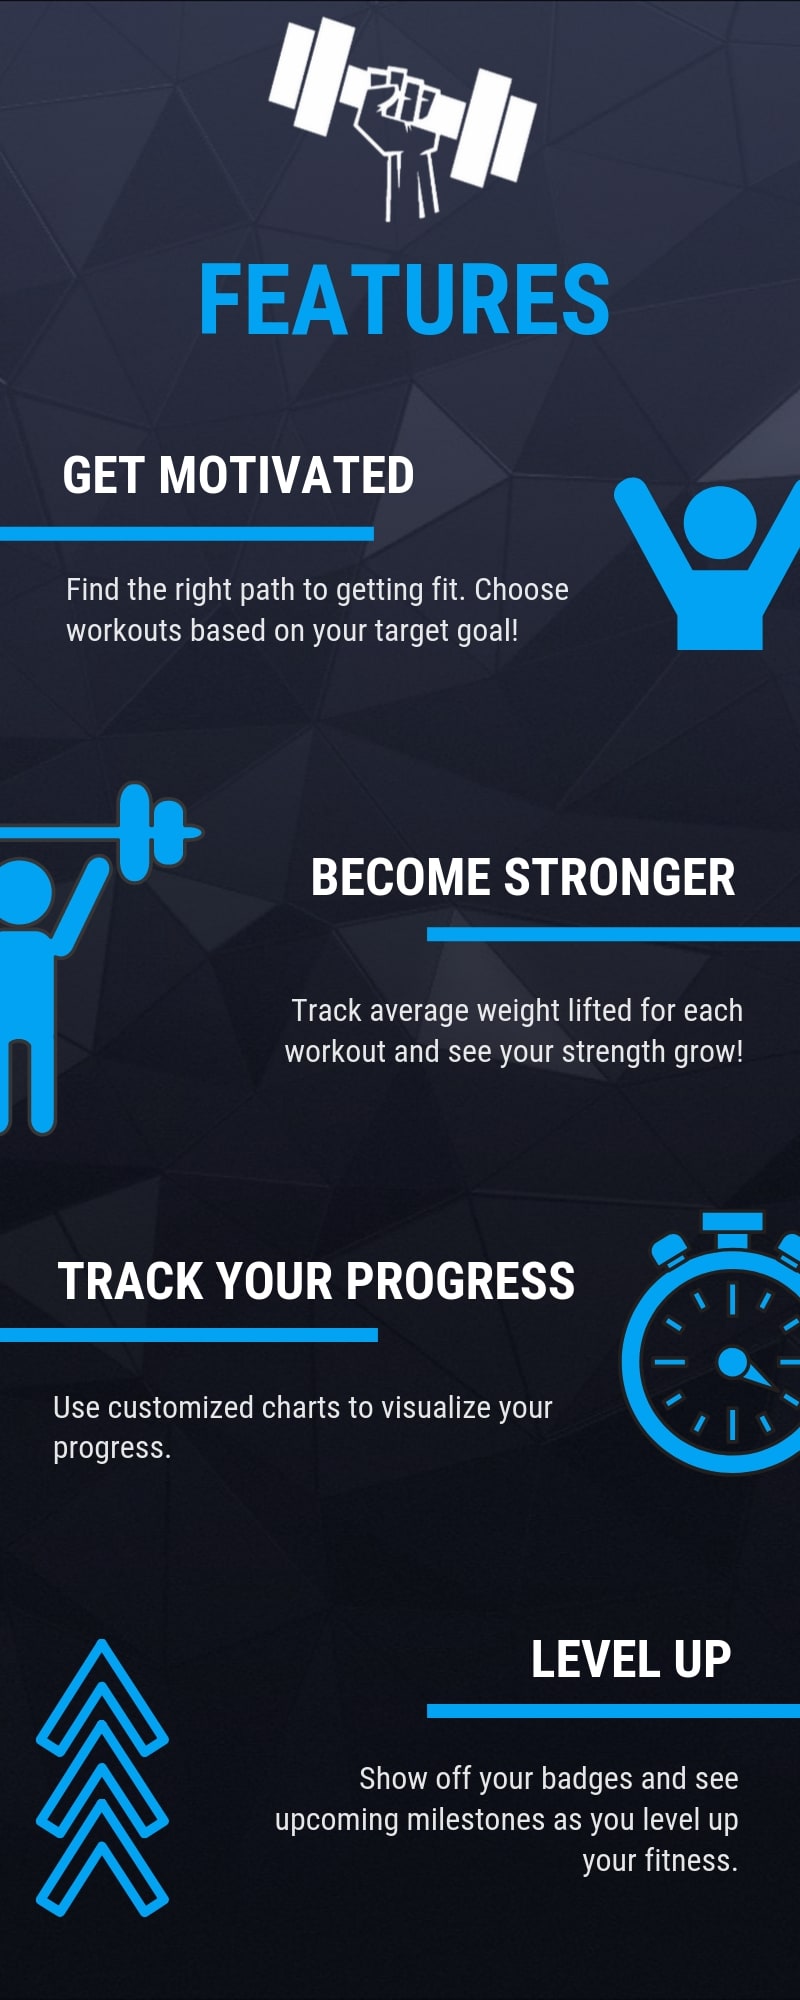 FEATURES
GET MOTIVATED
Find the right path to getting fit. Choose
workouts based on your target goal!
BECOME STRONGER
Track average weight lifted for each
workout and see your strength grow!
TRACK YOUR PROGRESS
Use customized charts to visualize your
progress.
LEVEL UP
Show off your badges and see
upcoming milestones as you level up
your fitness.